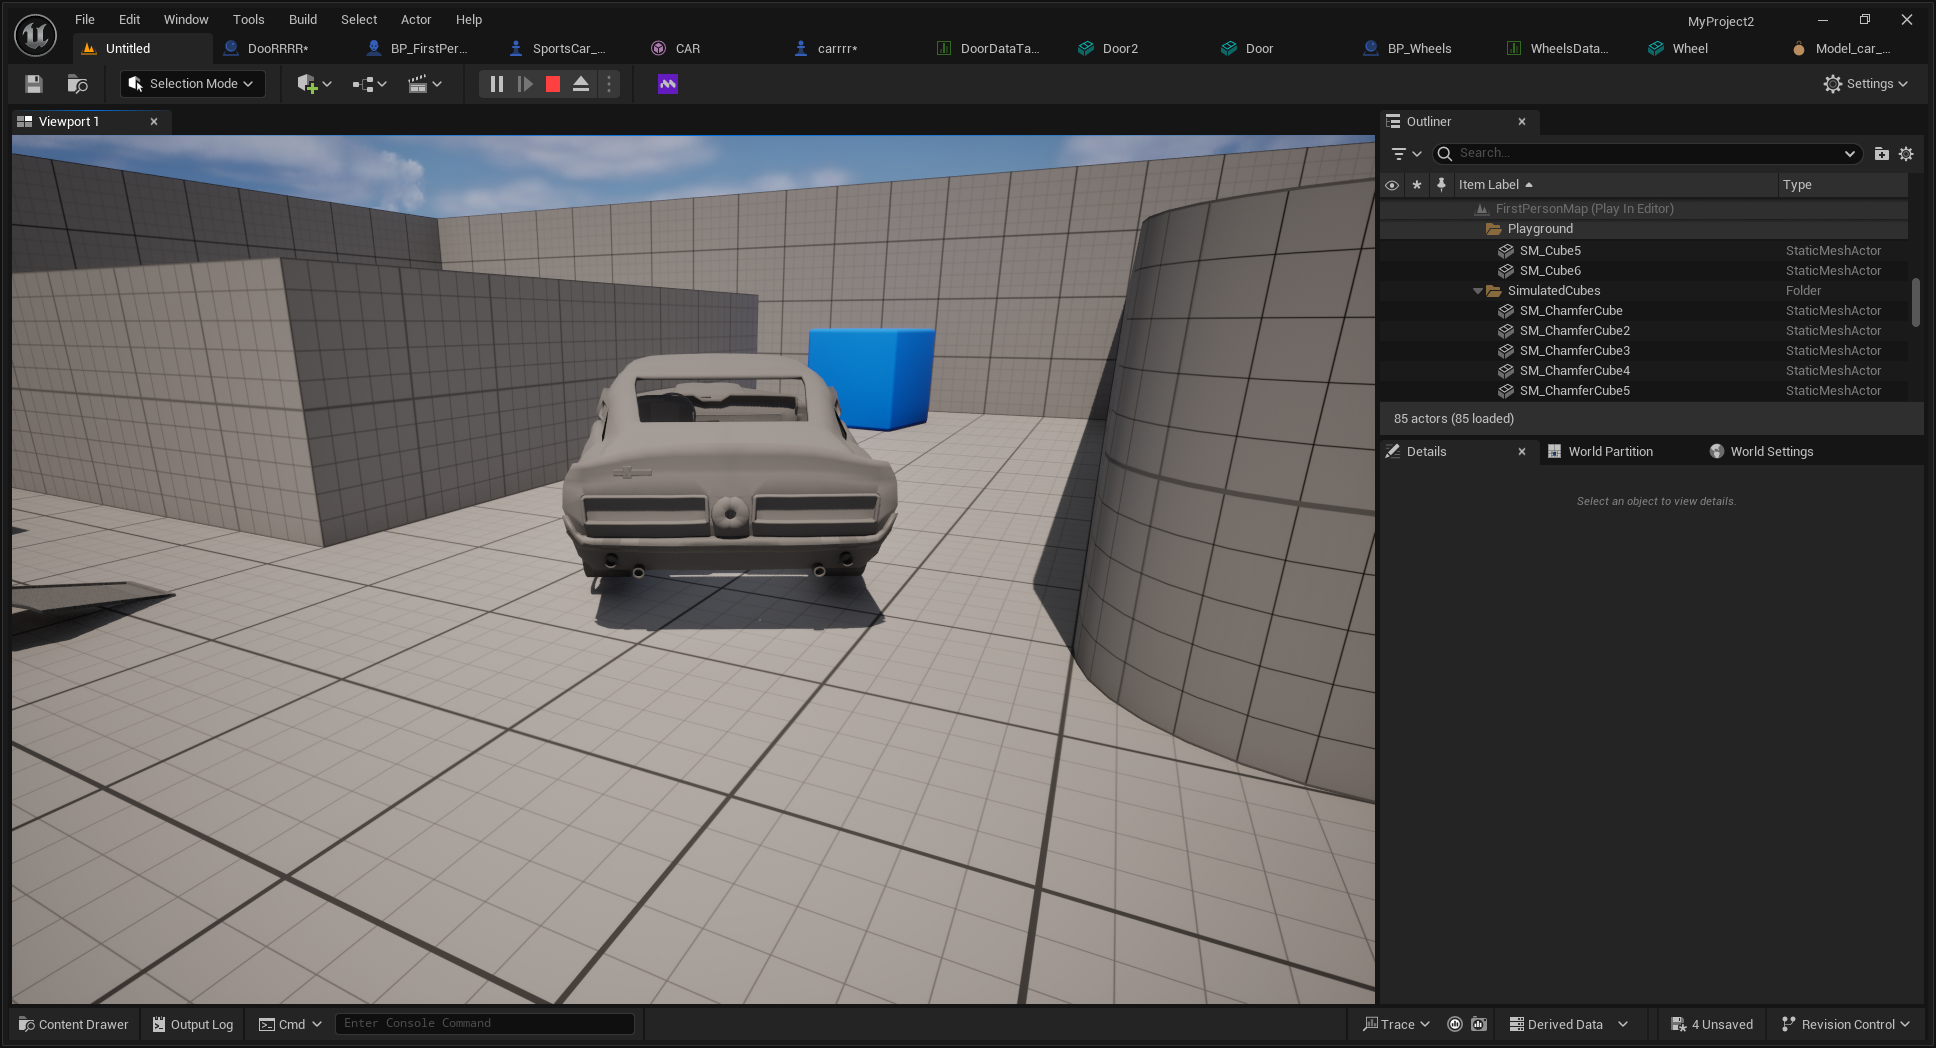 File Edit Window Tools Build Select Actor Help
MyProject2
Untitled DooRRRR* BP_FirstPer... SportsCar_... CAR carrrr* DoorDataTa... Door2 Door BP_Wheels WheelsData... Wheel Model_car_...
Selection Mode
Settings
Viewport 1
Outliner
Search...
Item Label Type
FirstPersonMap (Play In Editor)
Playground
SM_Cube5 StaticMeshActor
SM_Cube6 StaticMeshActor
SimulatedCubes Folder
SM_ChamferCube StaticMeshActor
SM_ChamferCube2 StaticMeshActor
SM_ChamferCube3 StaticMeshActor
SM_ChamferCube4 StaticMeshActor
SM_ChamferCube5 StaticMeshActor
85 actors (85 loaded)
Details World Partition World Settings
Select an object to view details.
Content Drawer Output Log Cmd Enter Console Command Trace Derived Data 4 Unsaved Revision Control